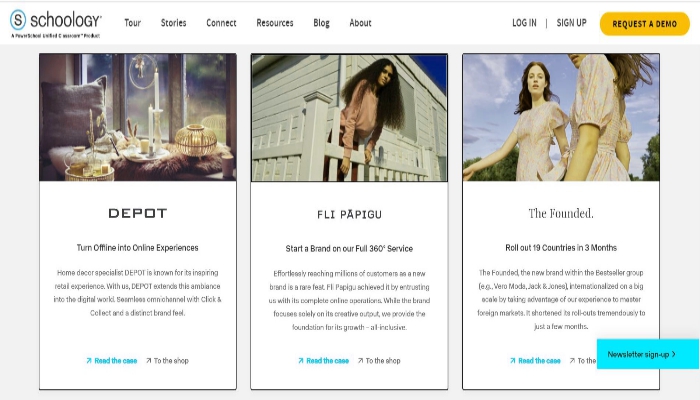 schoology
A PowerSchool Unified Classroom™ Product
Tour
Stories
Connect
Resources
Blog
About
LOG IN | SIGN UP
REQUEST A DEMO
DEPOT
Turn Offline into Online Experiences
Home decor specialist DEPOT is known for its inspiring
retail experience. With us, DEPOT extends this ambiance
into the digital world. Seamless omnichannel with Click &
Collect and a distinct brand feel.
↗ Read the case ↗ To the shop
FLI PĀPIGU
Start a Brand on our Full 360° Service
Effortlessly reaching millions of customers as a new
brand is a rare feat. Fli Papigu achieved it by entrusting
us with its complete online operations. While the brand
focuses solely on its creative output, we provide the
foundation for its growth – all-inclusive.
↗ Read the case ↗ To the shop
The Founded.
Roll out 19 Countries in 3 Months
The Founded, the new brand within the Bestseller group
(e.g., Vero Moda, Jack & Jones), internationalized on a big
scale by taking advantage of our experience to master
foreign markets. It shortened its roll-outs tremendously to
just a few months.
↗ Read the case ↗ To the
Newsletter sign-up